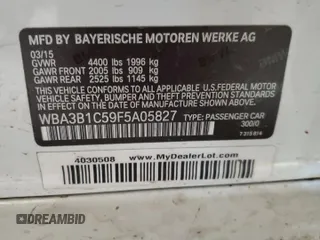 MFD BY BAYERISCHE MOTOREN WERKE AG
03/15
GVWR 4400 lbs 1996 kg
GAWR FRONT 2005 lbs 909 kg
GAWR REAR 2525 lbs 1145 kg
THIS VEHICLE CONFORMS TO ALL APPLICABLE U.S. FEDERAL MOTOR
VEHICLE SAFETY, BUMPER, AND THEFT PREVENTION STANDARDS IN
EFFECT ON THE DATE OF MANUFACTURE SHOWN ABOVE.
WBA3B1C59F5A05827 TYPE: PASSENGER CAR
300/0
4030508 www.MyDealerLot.com
DREAMBID